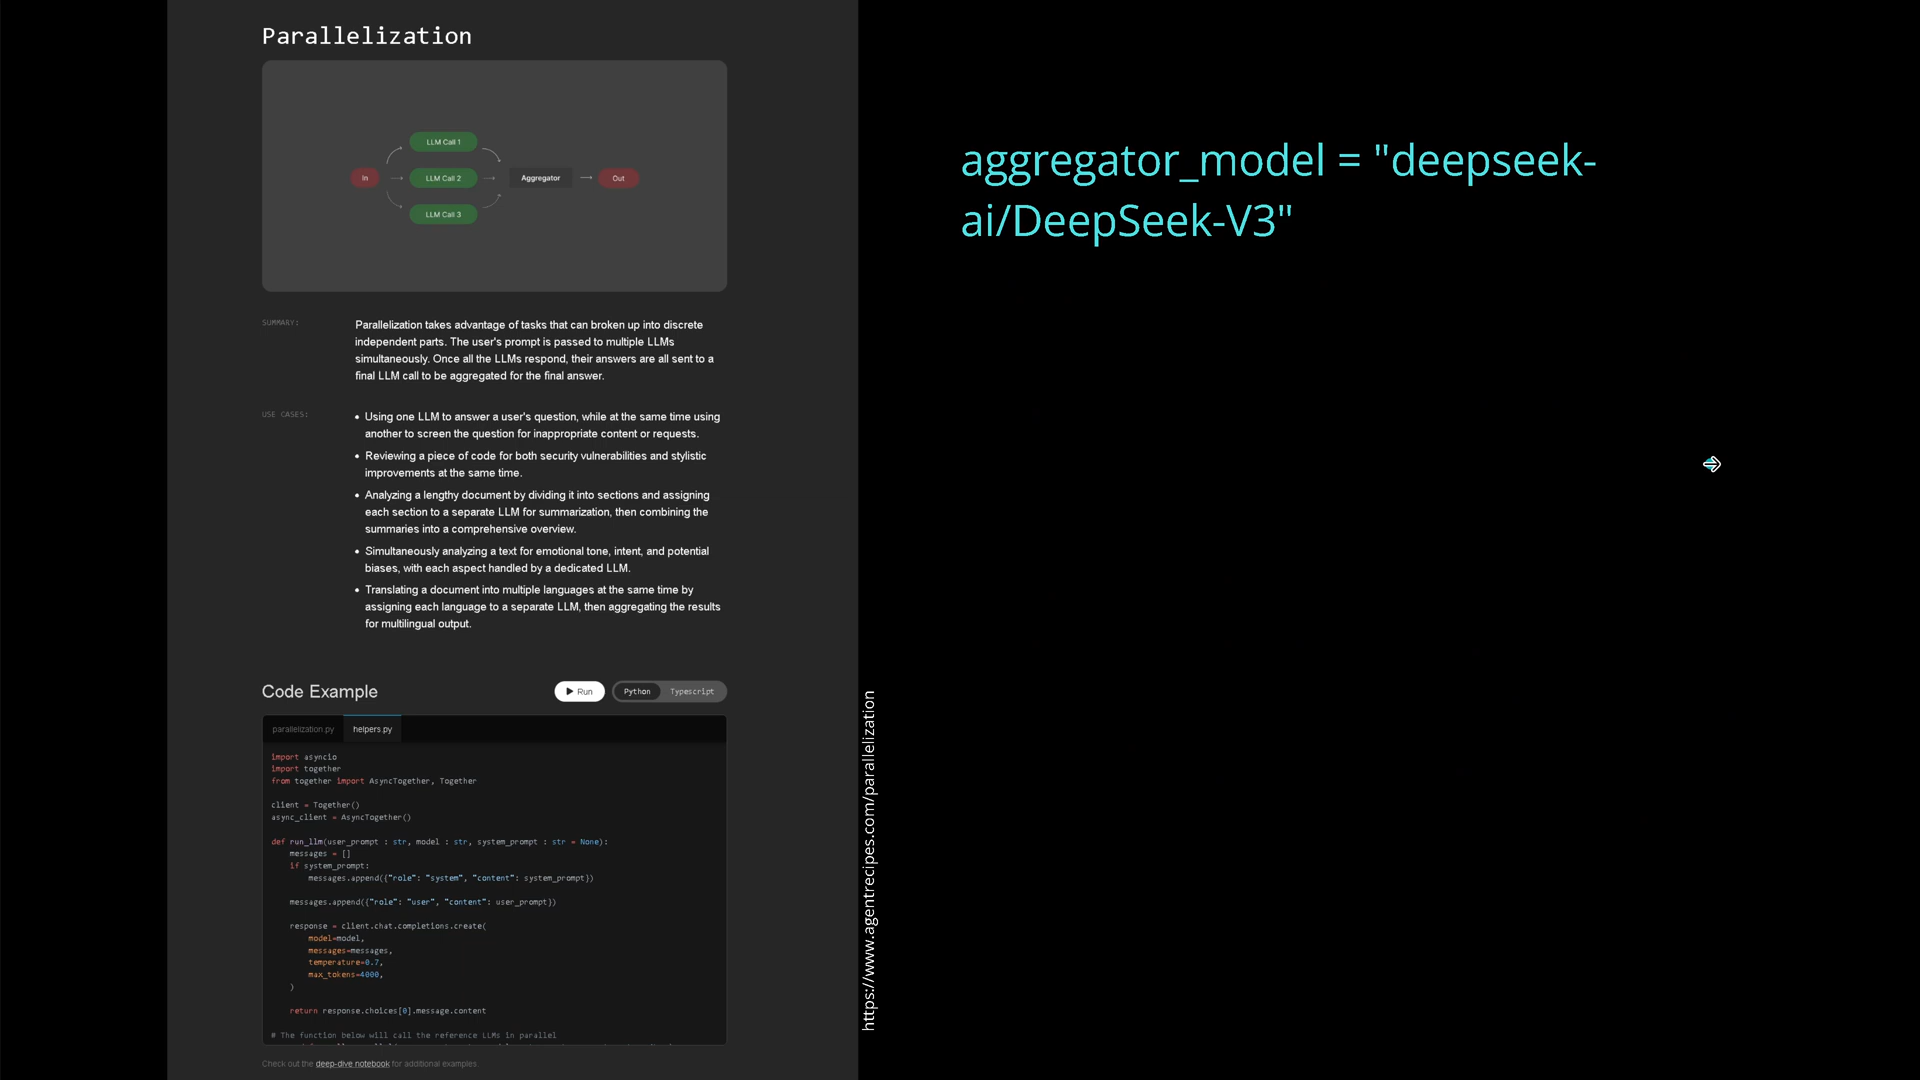 Parallelization
LLM Call 1
In
LLM Call 2
Aggregator
Out
LLM Call 3
SUMMARY:
Parallelization takes advantage of tasks that can broken up into discrete
independent parts. The user's prompt is passed to multiple LLMs
simultaneously. Once all the LLMs respond, their answers are all sent to a
final LLM call to be aggregated for the final answer.
USE CASES:
• Using one LLM to answer a user's question, while at the same time using
another to screen the question for inappropriate content or requests.
• Reviewing a piece of code for both security vulnerabilities and stylistic
improvements at the same time.
• Analyzing a lengthy document by dividing it into sections and assigning
each section to a separate LLM for summarization, then combining the
summaries into a comprehensive overview.
• Simultaneously analyzing a text for emotional tone, intent, and potential
biases, with each aspect handled by a dedicated LLM.
• Translating a document into multiple languages at the same time by
assigning each language to a separate LLM, then aggregating the results
for multilingual output.
Code Example
Run
Python
Typescript
parallelization.py
helpers.py
import asyncio
import together
from together import AsyncTogether, Together
client = Together()
async_client = AsyncTogether()
def run_llm(user_prompt : str, model : str, system_prompt : str = None):
messages = []
if system_prompt:
messages.append({"role": "system", "content": system_prompt})
messages.append({"role": "user", "content": user_prompt})
response = client.chat.completions.create(
model=model,
messages=messages,
temperature=0.7,
max_tokens=4000,
)
return response.choices[0].message.content
# The function below will call the reference LLMs in parallel
Check out the deep-dive notebook for additional examples.
https://www.agentrecipes.com/parallelization
aggregator_model = "deepseek-
ai/DeepSeek-V3"